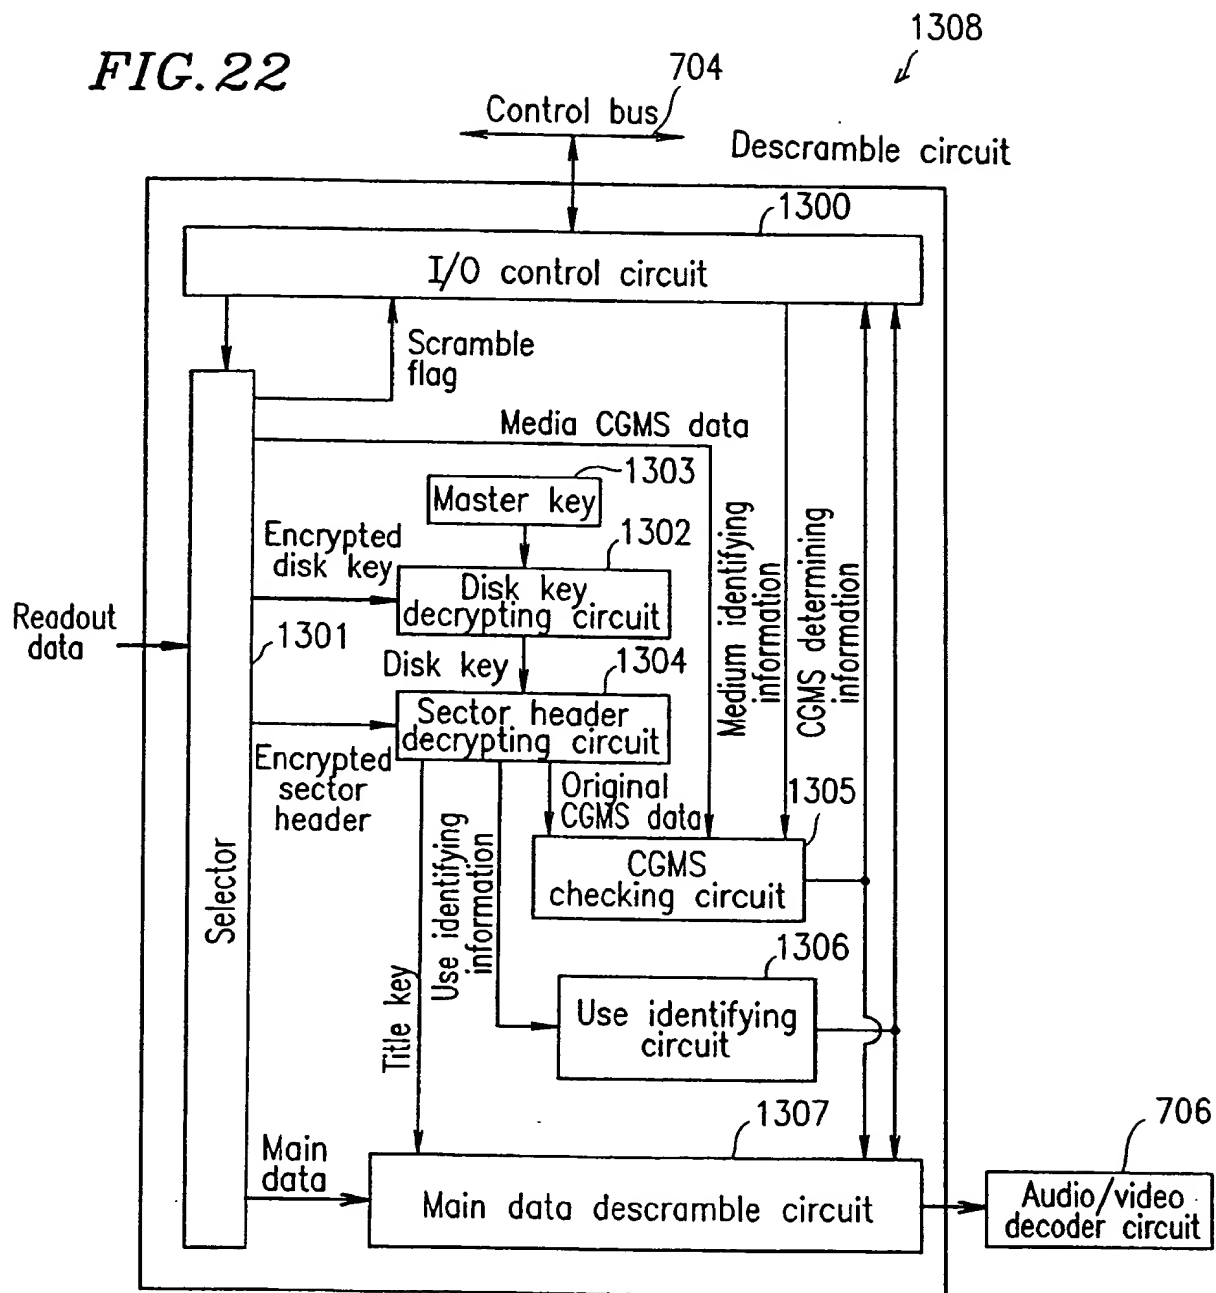 FIG.22
1308
704
Control bus
Descramble circuit
1300
I/O control circuit
Scramble
flag
Media CGMS data
1303
Master key
Encrypted
disk key
1302
Disk key
decrypting circuit
Readout
data
1301
Disk key
1304
Sector header
decrypting circuit
Encrypted
sector
header
Medium identifying
information
CGMS determining
information
Original
CGMS data
1305
CGMS
checking circuit
Selector
Use identifying
information
Title key
1306
Use identifying
circuit
1307
Main
data
Main data descramble circuit
706
Audio/video
decoder circuit